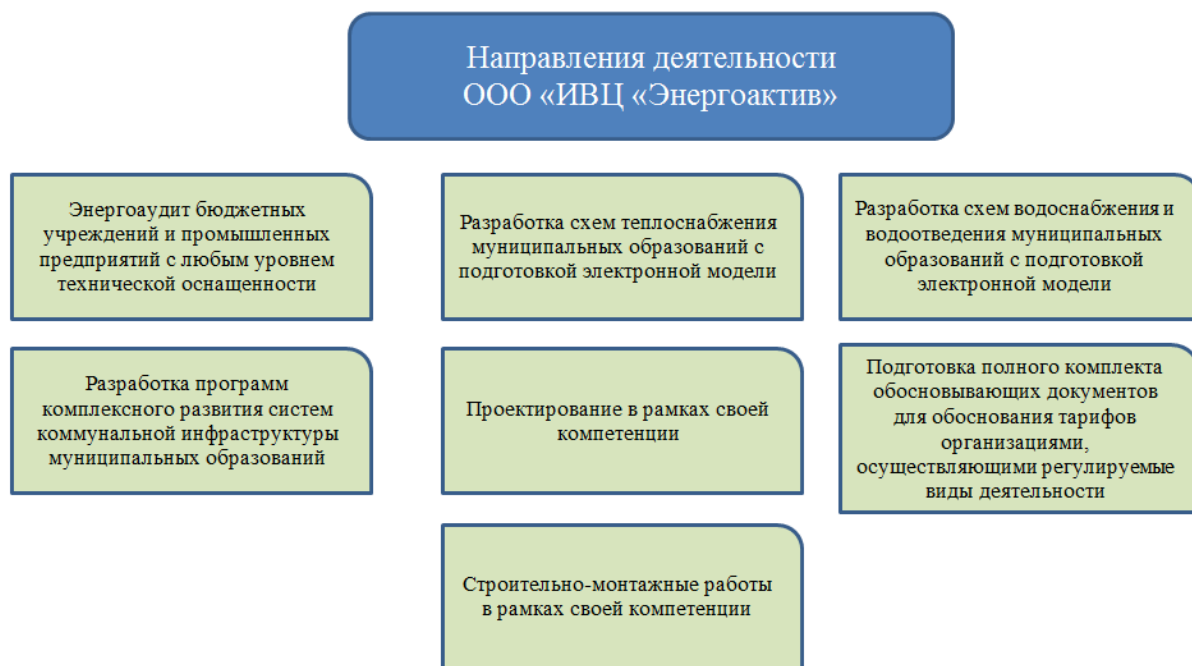 Направления деятельности
ООО «ИВЦ «Энергоактив»
Энергоаудит бюджетных
учреждений и промышленных
предприятий с любым уровнем
технической оснащенности
Разработка схем теплоснабжения
муниципальных образований с
подготовкой электронной модели
Разработка схем водоснабжения и
водоотведения муниципальных
образований с подготовкой
электронной модели
Разработка программ
комплексного развития систем
коммунальной инфраструктуры
муниципальных образований
Проектирование в рамках своей
компетенции
Подготовка полного комплекта
обосновывающих документов
для обоснования тарифов
организациями,
осуществляющими регулируемые
виды деятельности
Строительно-монтажные работы
в рамках своей компетенции